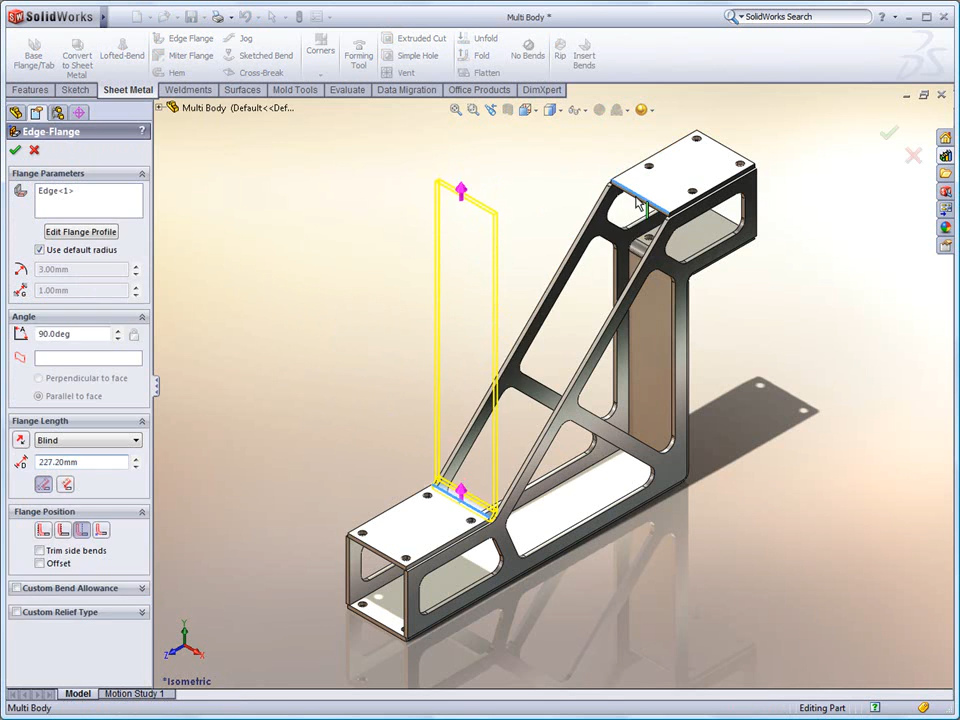 SolidWorks
Multi Body *
SolidWorks Search
?
Base Flange/Tab
Convert to Sheet Metal
Lofted-Bend
Edge Flange
Miter Flange
Hem
Jog
Sketched Bend
Cross-Break
Corners
Forming Tool
Extruded Cut
Simple Hole
Vent
Unfold
Fold
Flatten
No Bends
Rip
Insert Bends
Features
Sketch
Sheet Metal
Weldments
Surfaces
Mold Tools
Evaluate
Data Migration
Office Products
DimXpert
Multi Body (Default<<Def...
Edge-Flange
?
Flange Parameters
Edge<1>
Edit Flange Profile
Use default radius
3.00mm
1.00mm
Angle
90.0deg
Perpendicular to face
Parallel to face
Flange Length
Blind
227.20mm
Flange Position
Trim side bends
Offset
Custom Bend Allowance
Custom Relief Type
Y
Z
X
*Isometric
Model
Motion Study 1
Multi Body
Editing Part
?